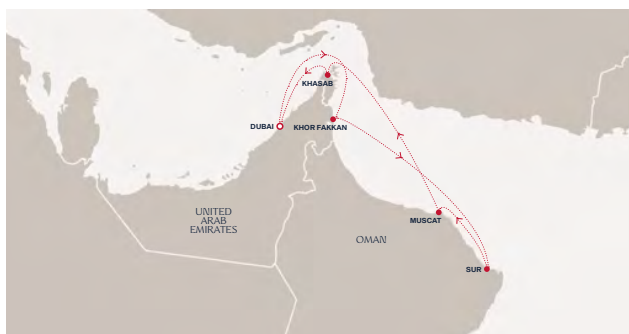 KHASAB
DUBAI
KHOR FAKKAN
UNITED
ARAB
EMIRATES
MUSCAT
OMAN
SUR